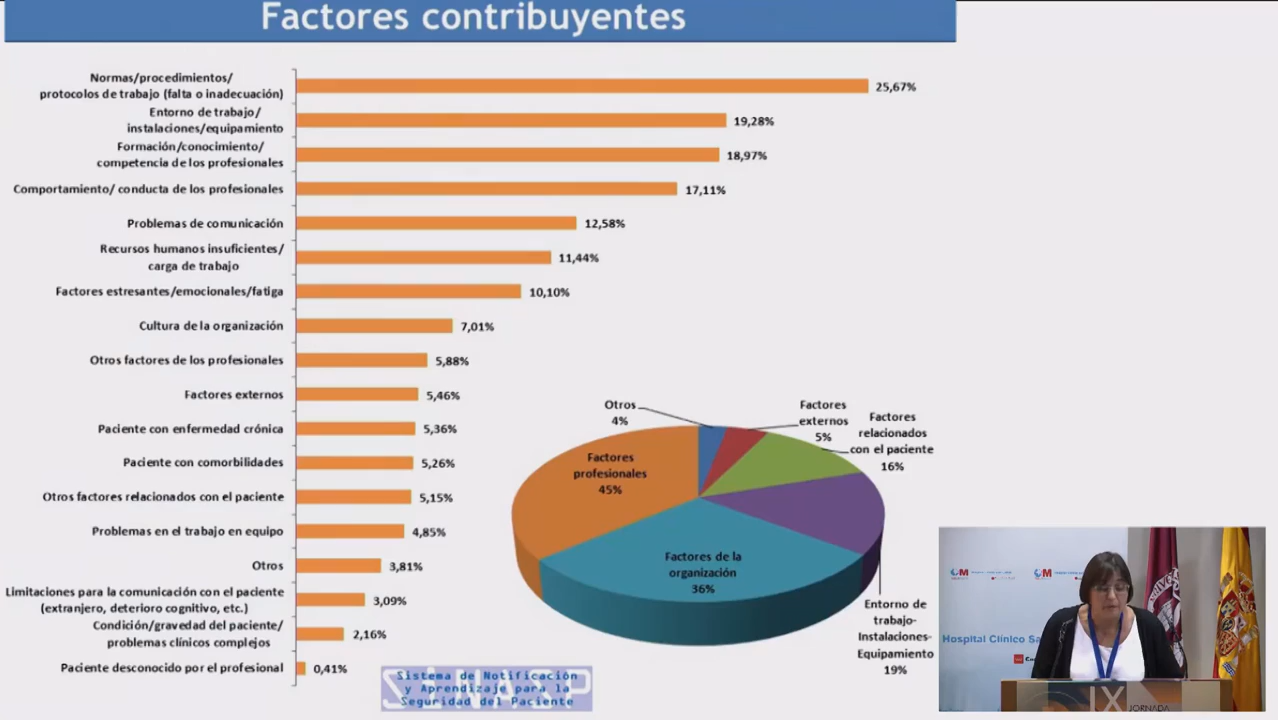 Factores contribuyentes
Normas/procedimientos/
protocolos de trabajo (falta o inadecuación)
25,67%
Entorno de trabajo/
instalaciones/equipamiento
19,28%
Formación/conocimiento/
competencia de los profesionales
18,97%
Comportamiento/ conducta de los profesionales
17,11%
Problemas de comunicación
12,58%
Recursos humanos insuficientes/
carga de trabajo
11,44%
Factores estresantes/emocionales/fatiga
10,10%
Cultura de la organización
7,01%
Otros factores de los profesionales
5,88%
Factores externos
5,46%
Paciente con enfermedad crónica
5,36%
Paciente con comorbilidades
5,26%
Otros factores relacionados con el paciente
5,15%
Problemas en el trabajo en equipo
4,85%
Otros
3,81%
Limitaciones para la comunicación con el paciente
(extranjero, deterioro cognitivo, etc.)
3,09%
Condición/gravedad del paciente/
problemas clínicos complejos
2,16%
Paciente desconocido por el profesional
0,41%
Otros
4%
Factores
externos
5%
Factores
relacionados
con el paciente
16%
Factores
profesionales
45%
Factores de la
organización
36%
Entorno de
trabajo-
Instalaciones-
Equipamiento
19%
SiNASP
Sistema de Notificación
y Aprendizaje para la
Seguridad del Paciente
Hospital Clínico Sa
IX
JORNADA